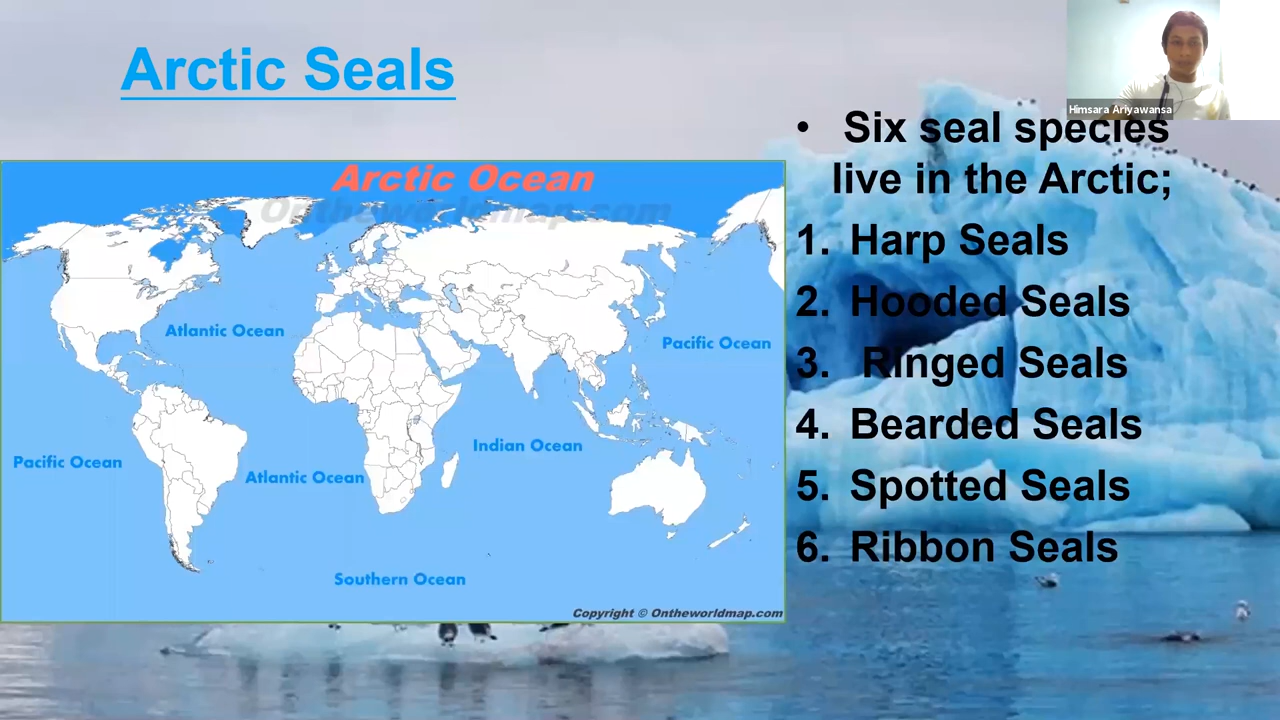 Arctic Seals
Himsara Ariyawansa
• Six seal species
live in the Arctic;
1. Harp Seals
2. Hooded Seals
3. Ringed Seals
4. Bearded Seals
5. Spotted Seals
6. Ribbon Seals
Arctic Ocean
Ontheworldmap.com
Atlantic Ocean
Pacific Ocean
Indian Ocean
Pacific Ocean
Atlantic Ocean
Southern Ocean
Copyright © Ontheworldmap.com